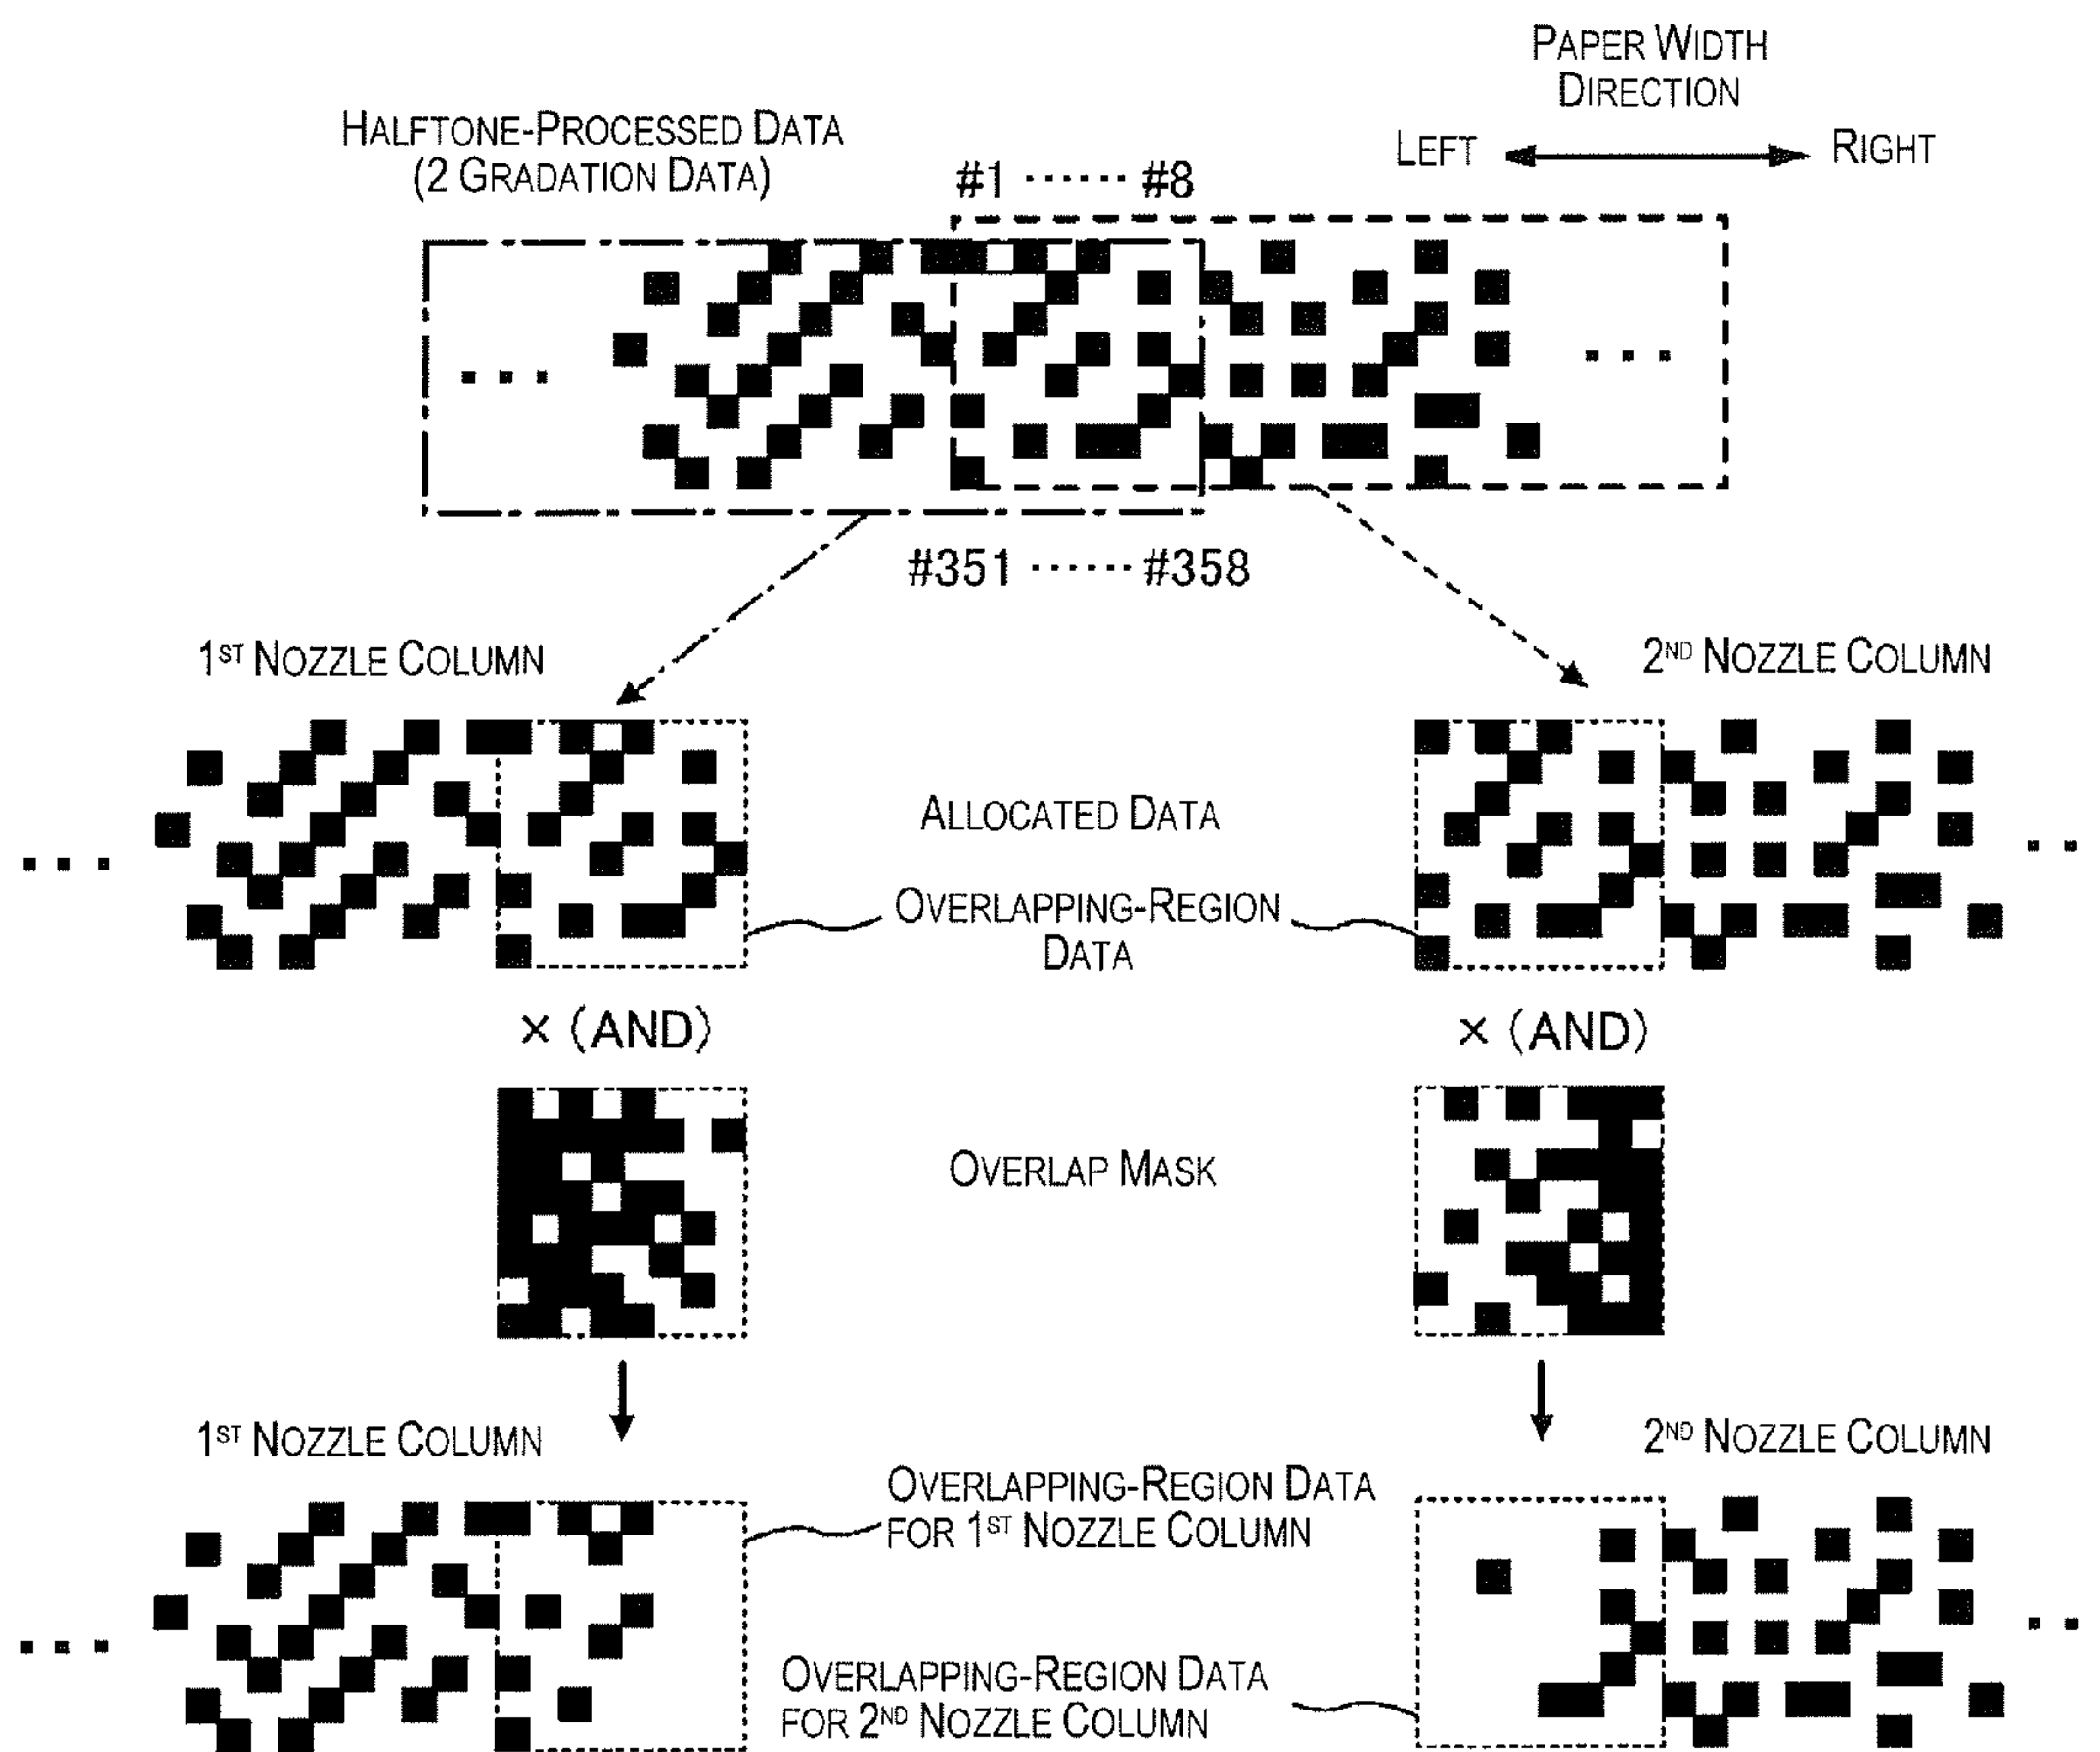 PAPER WIDTH
DIRECTION
LEFT RIGHT
HALFTONE-PROCESSED DATA
(2 GRADATION DATA)
#1 ······ #8
#351 ······ #358
1ST NOZZLE COLUMN
2ND NOZZLE COLUMN
ALLOCATED DATA
OVERLAPPING-REGION
DATA
× (AND)
× (AND)
OVERLAP MASK
1ST NOZZLE COLUMN
2ND NOZZLE COLUMN
OVERLAPPING-REGION DATA
FOR 1ST NOZZLE COLUMN
OVERLAPPING-REGION DATA
FOR 2ND NOZZLE COLUMN